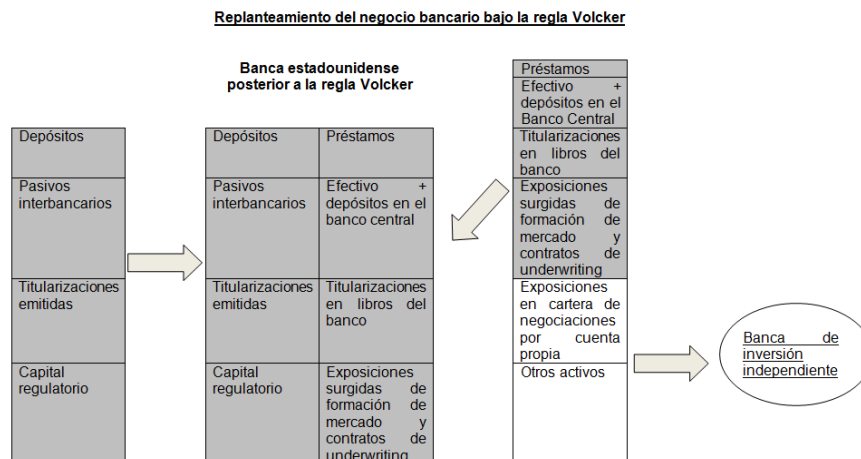 Replanteamiento del negocio bancario bajo la regla Volcker
Banca estadounidense
posterior a la regla Volcker
Depósitos
Pasivos
interbancarios
Titularizaciones
emitidas
Capital
regulatorio
Depósitos
Préstamos
Pasivos
interbancarios
Efectivo +
depósitos en el
banco central
Titularizaciones
emitidas
Titularizaciones
en libros del
banco
Capital
regulatorio
Exposiciones
surgidas de
formación de
mercado y
contratos de
underwriting
Préstamos
Efectivo +
depósitos en el
Banco Central
Titularizaciones
en libros del
banco
Exposiciones
surgidas de
formación de
mercado y
contratos de
underwriting
Exposiciones
en cartera de
negociaciones
por cuenta
propia
Otros activos
Banca de
inversión
independiente